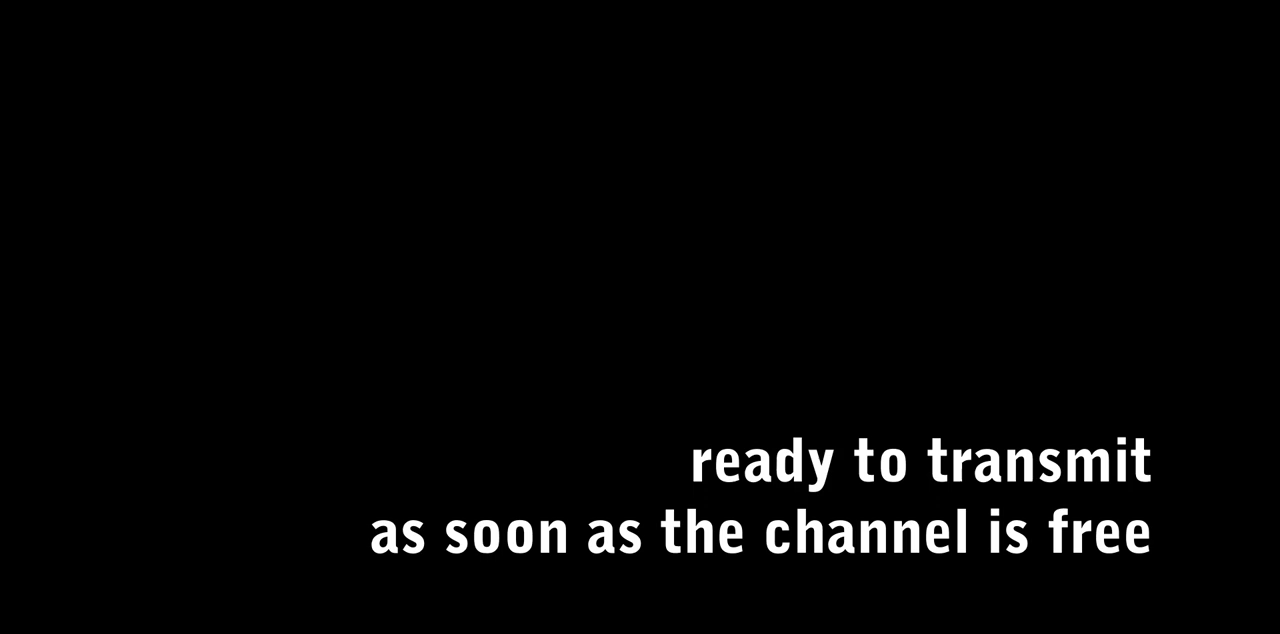 ready to transmit
as soon as the channel is free